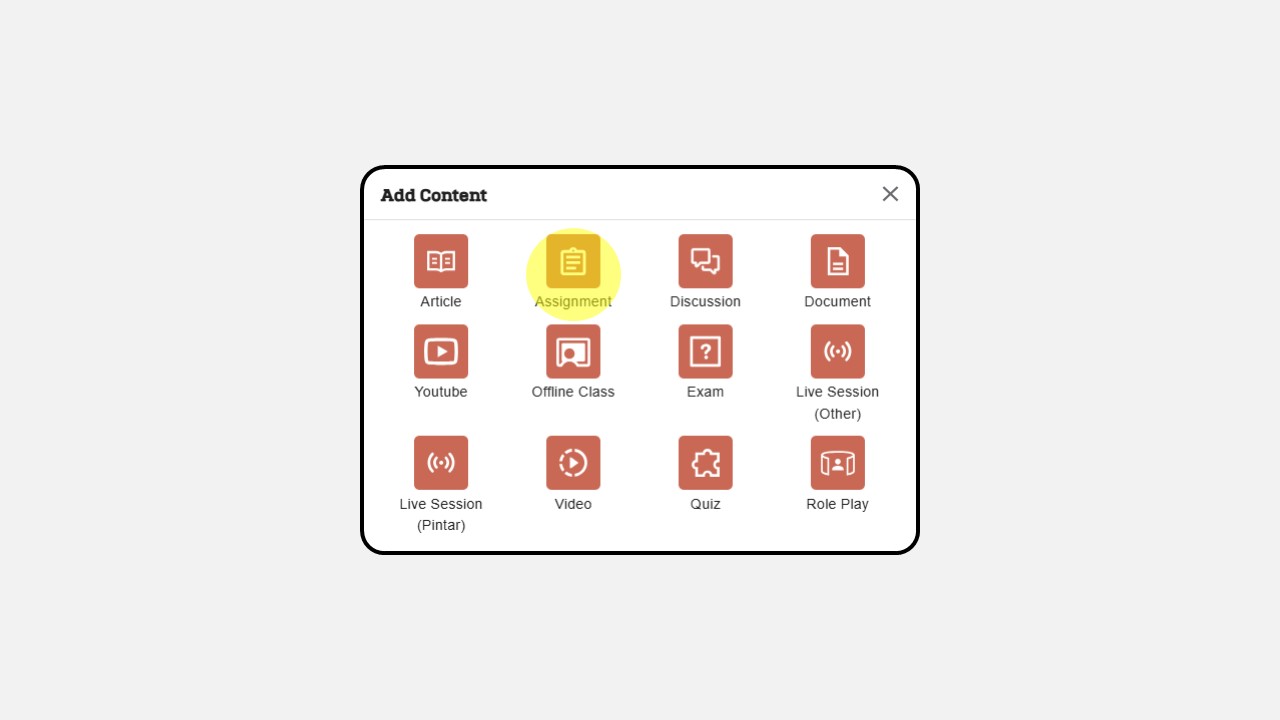 Add Content
Article
Assignment
Discussion
Document
Youtube
Offline Class
Exam
Live Session
(Other)
Live Session
(Pintar)
Video
Quiz
Role Play